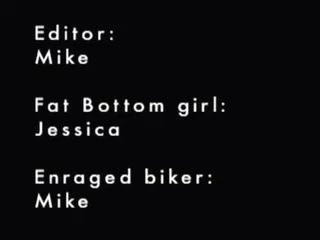 Editor:
Mike
Fat Bottom girl:
Jessica
Enraged biker:
Mike